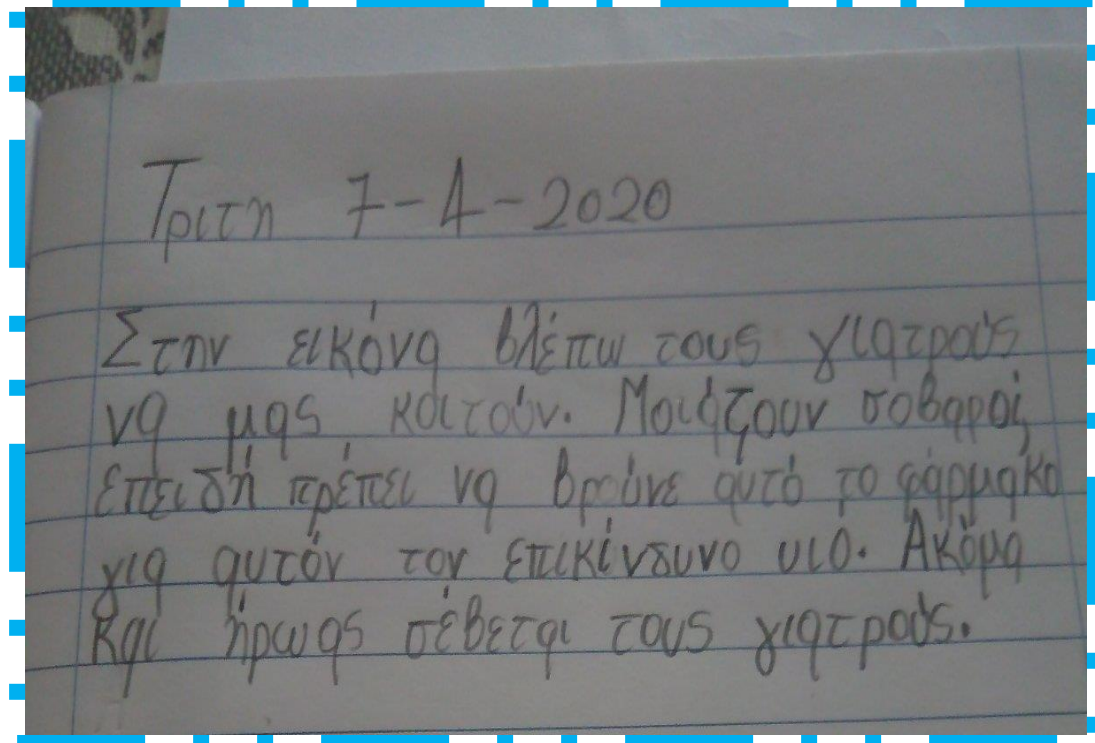 Τριτη 7-4-2020
Στην εικόνα βλέπω τους γιατρούς
να μας κοιτούν. Μοιάζουν σοβαροί
επειδή πρέπει να βρούνε αυτό το φάρμακο
για αυτόν τον επικίνδυνο υιο. Ακόμα
και ήρωας σέβεται τους γιατρούς.